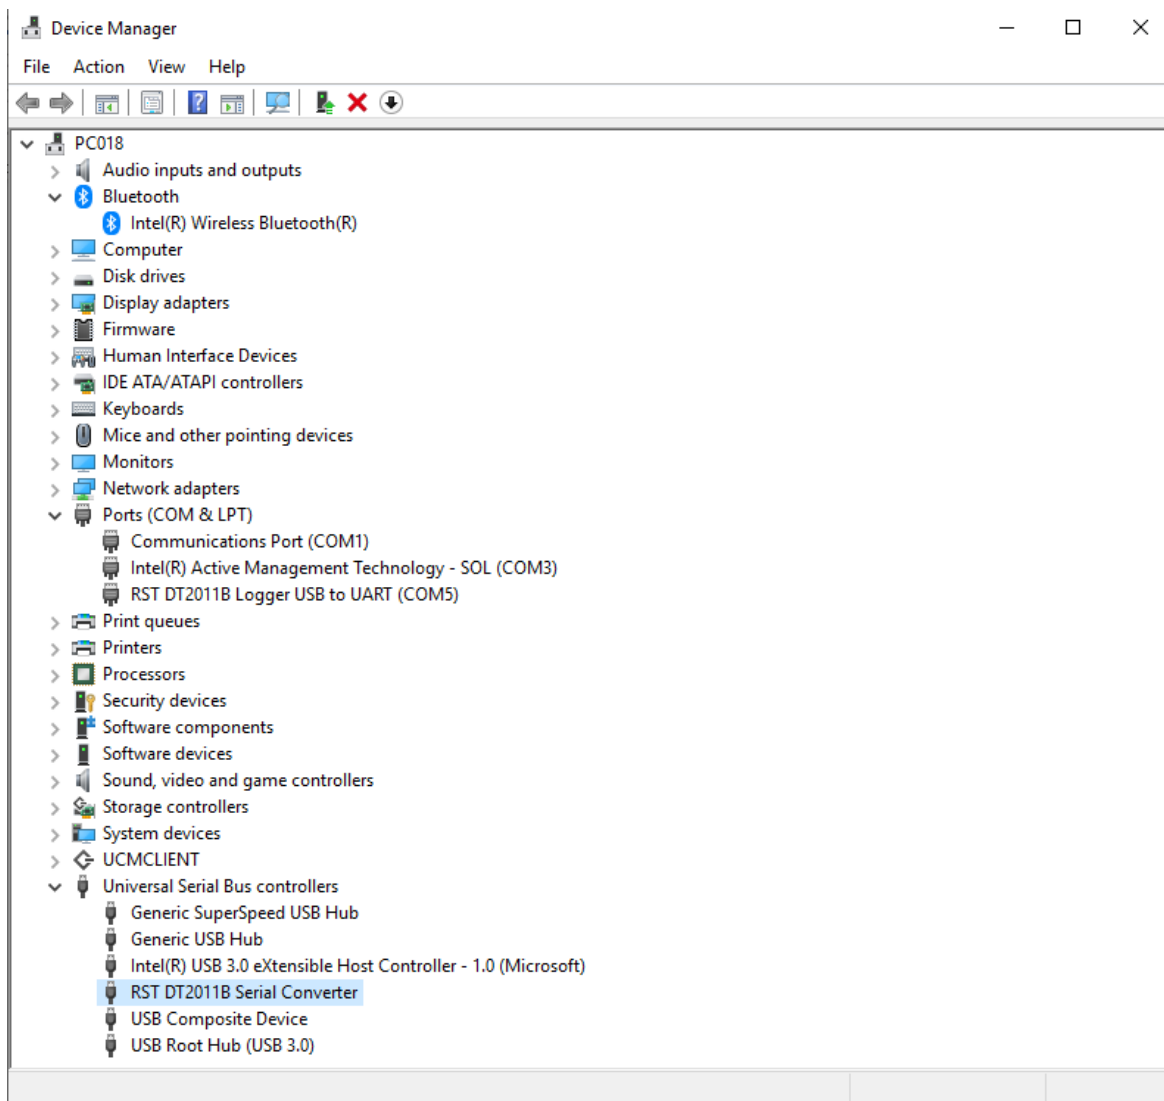 Device Manager
File Action View Help
PC018
Audio inputs and outputs
Bluetooth
Intel(R) Wireless Bluetooth(R)
Computer
Disk drives
Display adapters
Firmware
Human Interface Devices
IDE ATA/ATAPI controllers
Keyboards
Mice and other pointing devices
Monitors
Network adapters
Ports (COM & LPT)
Communications Port (COM1)
Intel(R) Active Management Technology - SOL (COM3)
RST DT2011B Logger USB to UART (COM5)
Print queues
Printers
Processors
Security devices
Software components
Software devices
Sound, video and game controllers
Storage controllers
System devices
UCMCLIENT
Universal Serial Bus controllers
Generic SuperSpeed USB Hub
Generic USB Hub
Intel(R) USB 3.0 eXtensible Host Controller - 1.0 (Microsoft)
RST DT2011B Serial Converter
USB Composite Device
USB Root Hub (USB 3.0)